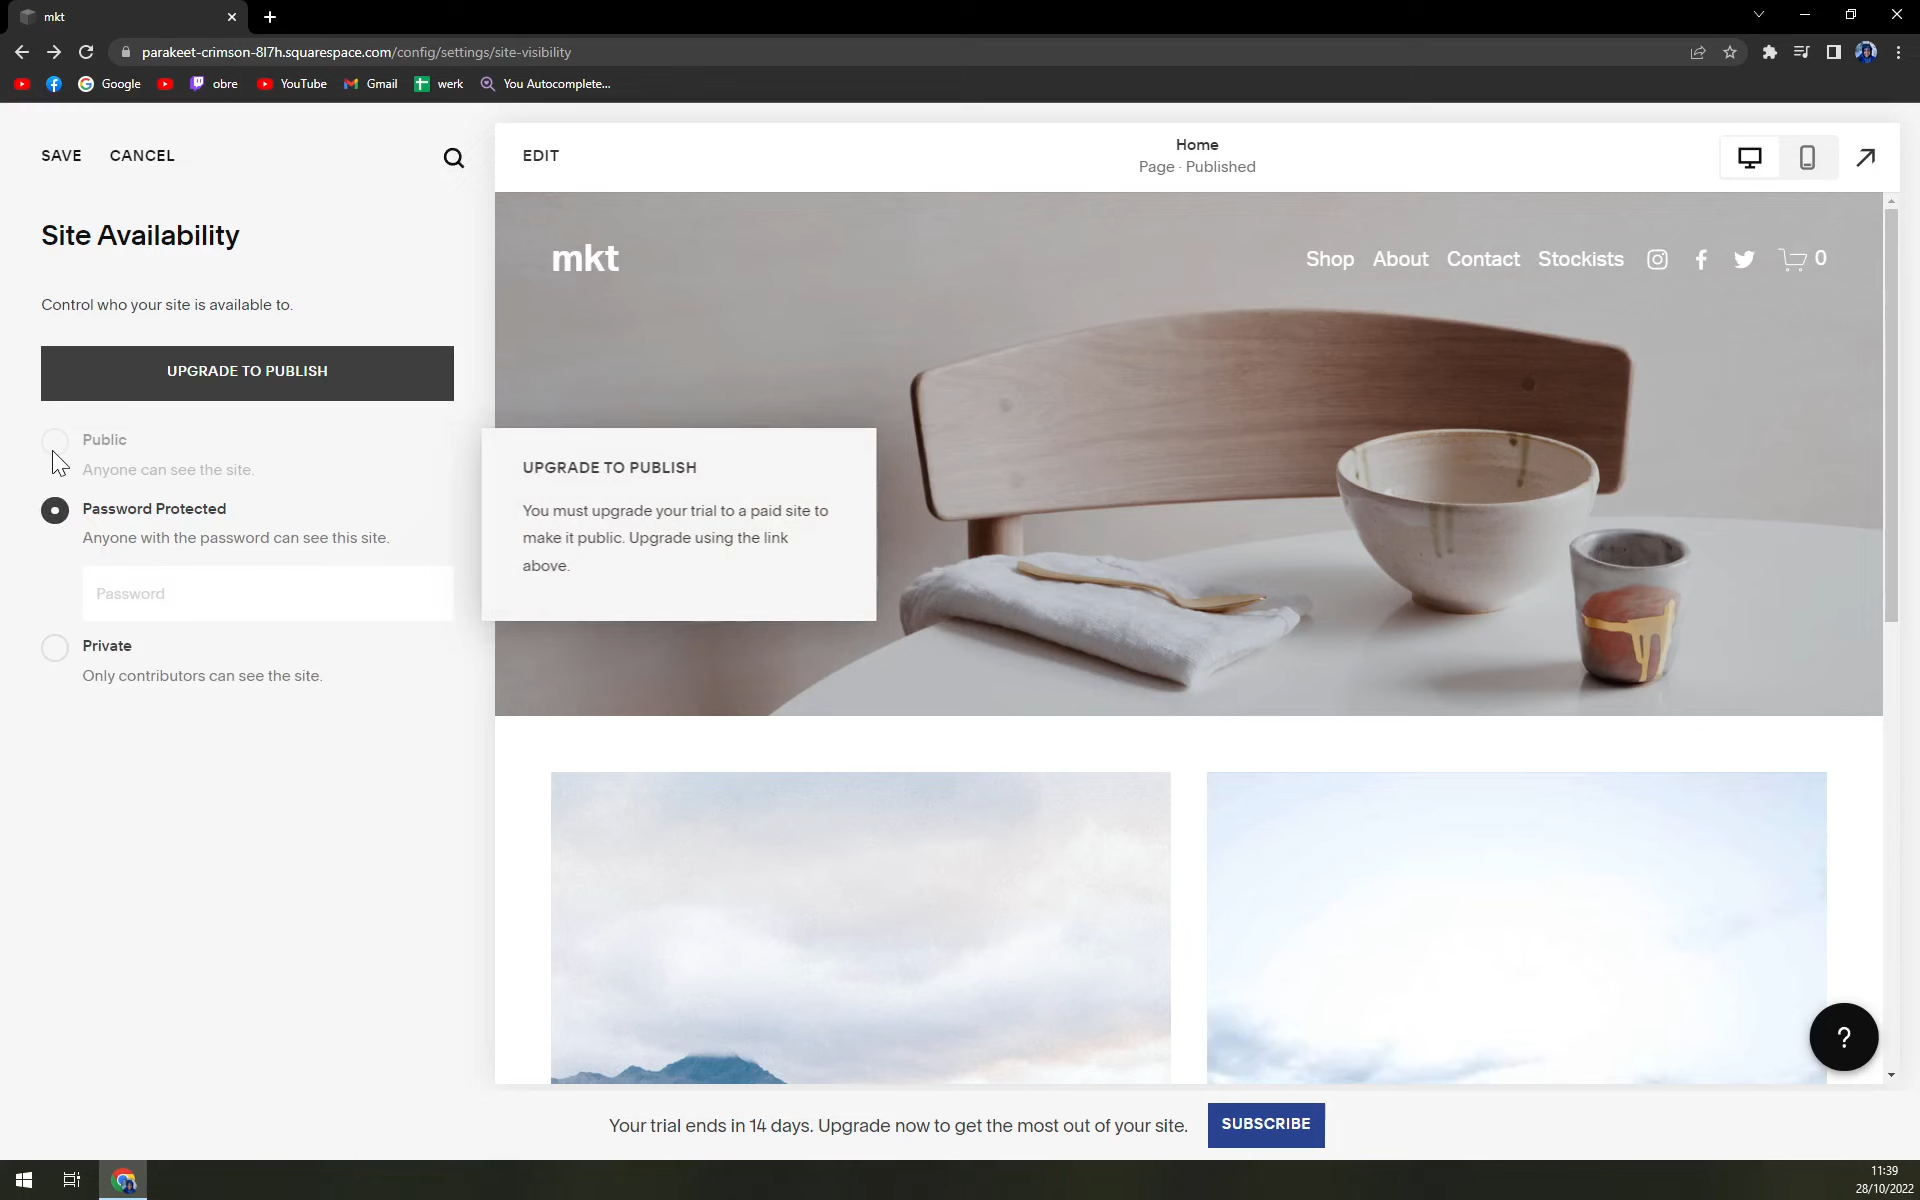 mkt
parakeet-crimson-8l7h.squarespace.com/config/settings/site-visibility
Google
obre
YouTube
Gmail
werk
You Autocomplete...
SAVE
CANCEL
EDIT
Home
Page · Published
Site Availability
Control who your site is available to.
UPGRADE TO PUBLISH
Public
Anyone can see the site.
Password Protected
Anyone with the password can see this site.
Password
Private
Only contributors can see the site.
UPGRADE TO PUBLISH
You must upgrade your trial to a paid site to
make it public. Upgrade using the link
above.
mkt
Shop
About
Contact
Stockists
0
?
Your trial ends in 14 days. Upgrade now to get the most out of your site.
SUBSCRIBE
11:39
28/10/2022